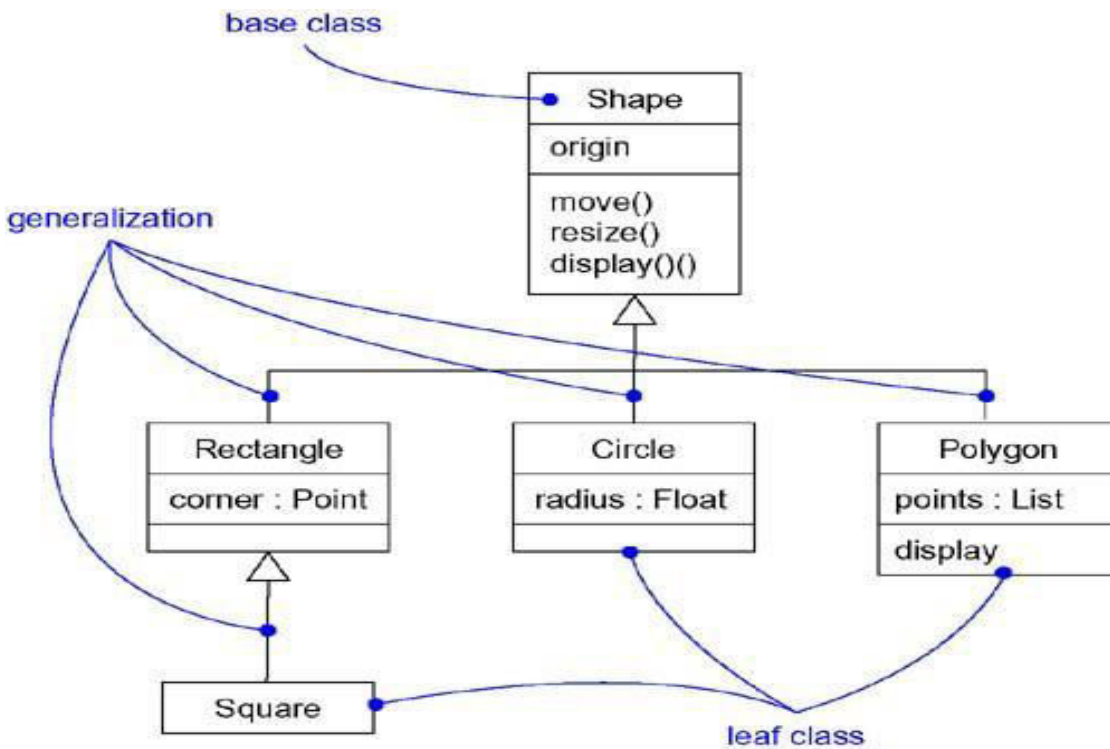 base class
Shape
origin
move()
resize()
display()()
generalization
Rectangle
corner : Point
Circle
radius : Float
Polygon
points : List
display
Square
leaf class